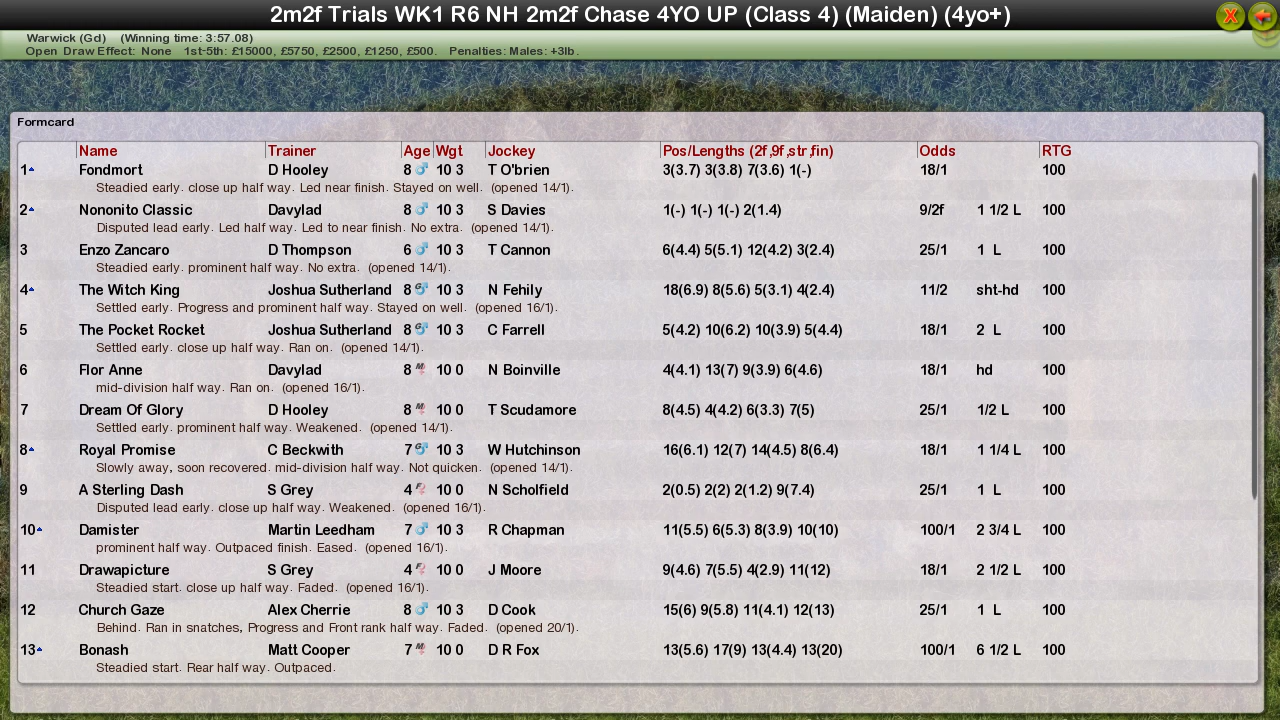 2m2f Trials WK1 R6 NH 2m2f Chase 4YO UP (Class 4) (Maiden) (4yo+)
Warwick (Gd) (Winning time: 3:57.08)
Open Draw Effect: None 1st-5th: £15000, £5750, £2500, £1250, £500. Penalties: Males: +3lb.
Formcard
Name Trainer Age Wgt Jockey Pos/Lengths (2f,9f,str,fin) Odds RTG
1 Fondmort D Hooley 8 10 3 T O'brien 3(3.7) 3(3.8) 7(3.6) 1(-) 18/1 100
Steadied early. close up half way. Led near finish. Stayed on well. (opened 14/1).
2 Nononito Classic Davylad 8 10 3 S Davies 1(-) 1(-) 1(-) 2(1.4) 9/2f 1 1/2 L 100
Disputed lead early. Led half way. Led to near finish. No extra. (opened 14/1).
3 Enzo Zancaro D Thompson 6 10 3 T Cannon 6(4.4) 5(5.1) 12(4.2) 3(2.4) 25/1 1 L 100
Steadied early. prominent half way. No extra. (opened 14/1).
4 The Witch King Joshua Sutherland 8 10 3 N Fehily 18(6.9) 8(5.6) 5(3.1) 4(2.4) 11/2 sht-hd 100
Settled early. Progress and prominent half way. Stayed on well. (opened 16/1).
5 The Pocket Rocket Joshua Sutherland 8 10 3 C Farrell 5(4.2) 10(6.2) 10(3.9) 5(4.4) 18/1 2 L 100
Settled early. close up half way. Ran on. (opened 14/1).
6 Flor Anne Davylad 8 10 0 N Boinville 4(4.1) 13(7) 9(3.9) 6(4.6) 18/1 hd 100
mid-division half way. Ran on. (opened 16/1).
7 Dream Of Glory D Hooley 8 10 0 T Scudamore 8(4.5) 4(4.2) 6(3.3) 7(5) 25/1 1/2 L 100
Settled early. prominent half way. Weakened. (opened 14/1).
8 Royal Promise C Beckwith 7 10 3 W Hutchinson 16(6.1) 12(7) 14(4.5) 8(6.4) 18/1 1 1/4 L 100
Slowly away, soon recovered. mid-division half way. Not quicken. (opened 14/1).
9 A Sterling Dash S Grey 4 10 0 N Scholfield 2(0.5) 2(2) 2(1.2) 9(7.4) 25/1 1 L 100
Disputed lead early. close up half way. Weakened. (opened 16/1).
10 Damister Martin Leedham 7 10 3 R Chapman 11(5.5) 6(5.3) 8(3.9) 10(10) 100/1 2 3/4 L 100
prominent half way. Outpaced finish. Eased. (opened 16/1).
11 Drawapicture S Grey 4 10 0 J Moore 9(4.6) 7(5.5) 4(2.9) 11(12) 18/1 2 1/2 L 100
Steadied start. close up half way. Faded. (opened 16/1).
12 Church Gaze Alex Cherrie 8 10 3 D Cook 15(6) 9(5.8) 11(4.1) 12(13) 25/1 1 L 100
Behind. Ran in snatches, Progress and Front rank half way. Faded. (opened 20/1).
13 Bonash Matt Cooper 7 10 0 D R Fox 13(5.6) 17(9) 13(4.4) 13(20) 100/1 6 1/2 L 100
Steadied start. Rear half way. Outpaced.